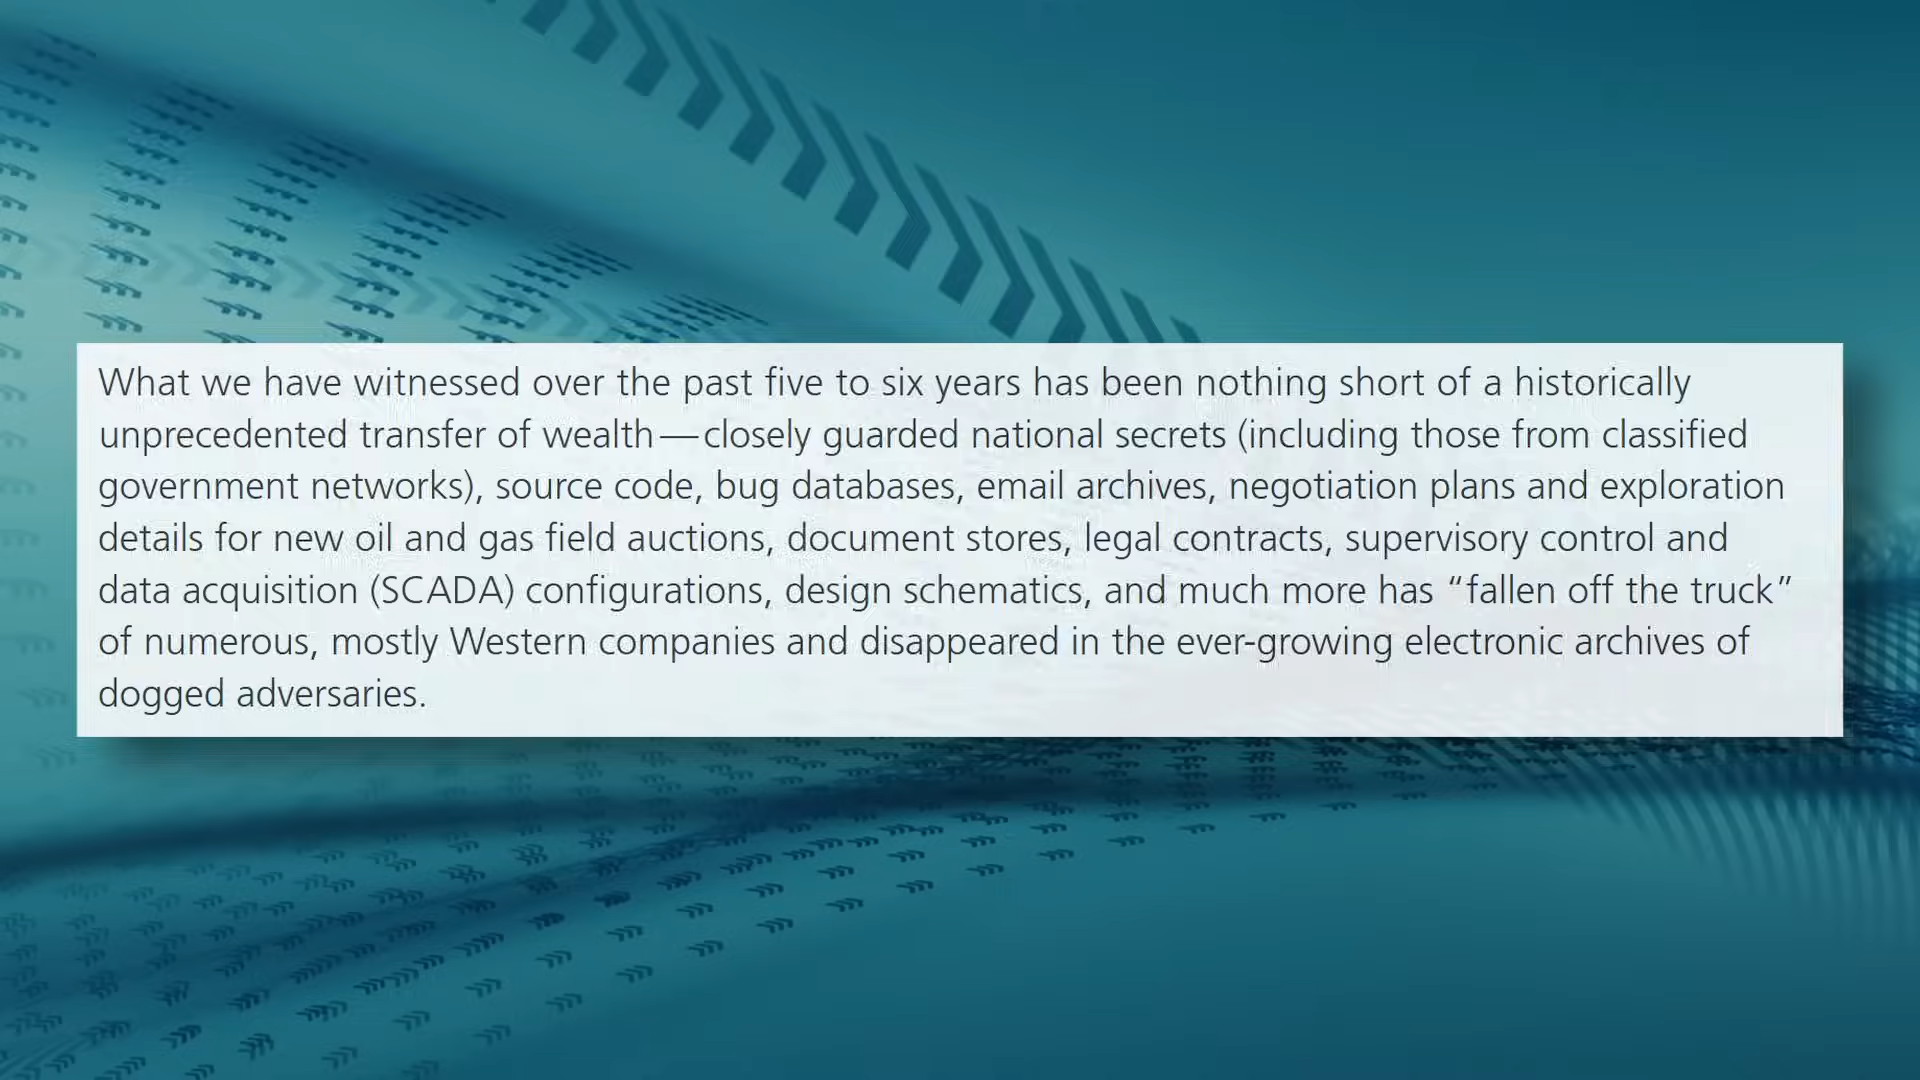 What we have witnessed over the past five to six years has been nothing short of a historically
unprecedented transfer of wealth — closely guarded national secrets (including those from classified
government networks), source code, bug databases, email archives, negotiation plans and exploration
details for new oil and gas field auctions, document stores, legal contracts, supervisory control and
data acquisition (SCADA) configurations, design schematics, and much more has “fallen off the truck”
of numerous, mostly Western companies and disappeared in the ever-growing electronic archives of
dogged adversaries.